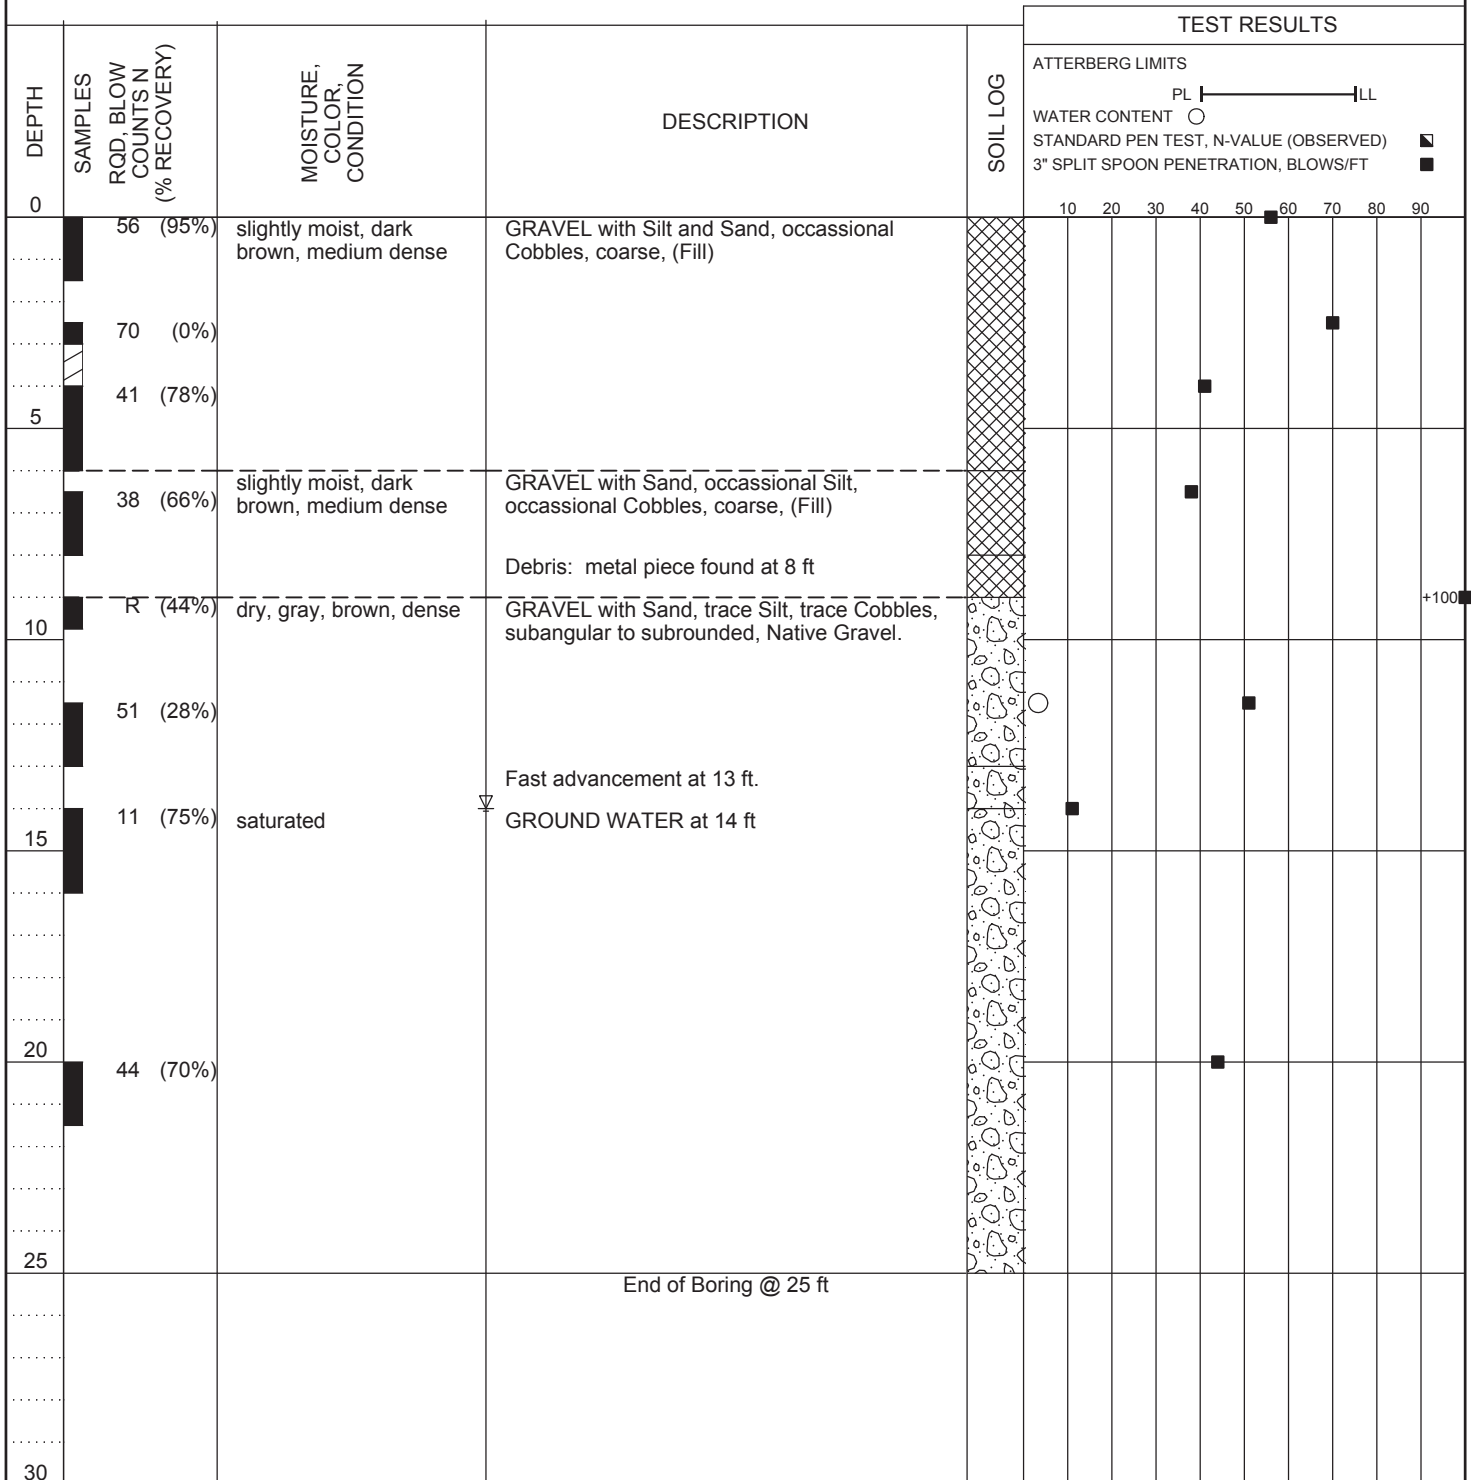 TEST RESULTS
ATTERBERG LIMITS
PL LL
WATER CONTENT
STANDARD PEN TEST, N-VALUE (OBSERVED)
3" SPLIT SPOON PENETRATION, BLOWS/FT
DEPTH
SAMPLES
RQD, BLOW
COUNTS N
(% RECOVERY)
MOISTURE,
COLOR,
CONDITION
DESCRIPTION
SOIL LOG
0
10 20 30 40 50 60 70 80 90
56 (95%) slightly moist, dark
brown, medium dense
GRAVEL with Silt and Sand, occassional
Cobbles, coarse, (Fill)
70 (0%)
41 (78%)
5
38 (66%)
slightly moist, dark
brown, medium dense
GRAVEL with Sand, occassional Silt,
occassional Cobbles, coarse, (Fill)
Debris: metal piece found at 8 ft
R (44%) dry, gray, brown, dense
GRAVEL with Sand, trace Silt, trace Cobbles,
subangular to subrounded, Native Gravel.
+100
10
51 (28%)
Fast advancement at 13 ft.
11 (75%) saturated
GROUND WATER at 14 ft
15
20
44 (70%)
25
End of Boring @ 25 ft
30